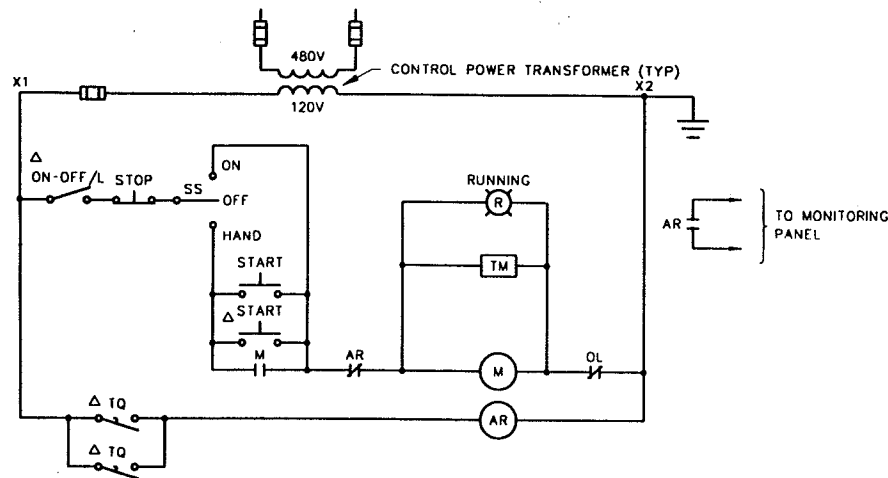 480V
CONTROL POWER TRANSFORMER (TYP)
X1
X2
120V
Δ
ON-OFF/L
STOP
SS
ON
OFF
HAND
RUNNING
R
AR
TO MONITORING
PANEL
START
TM
Δ START
M
AR
M
OL
Δ TQ
AR
Δ TQ